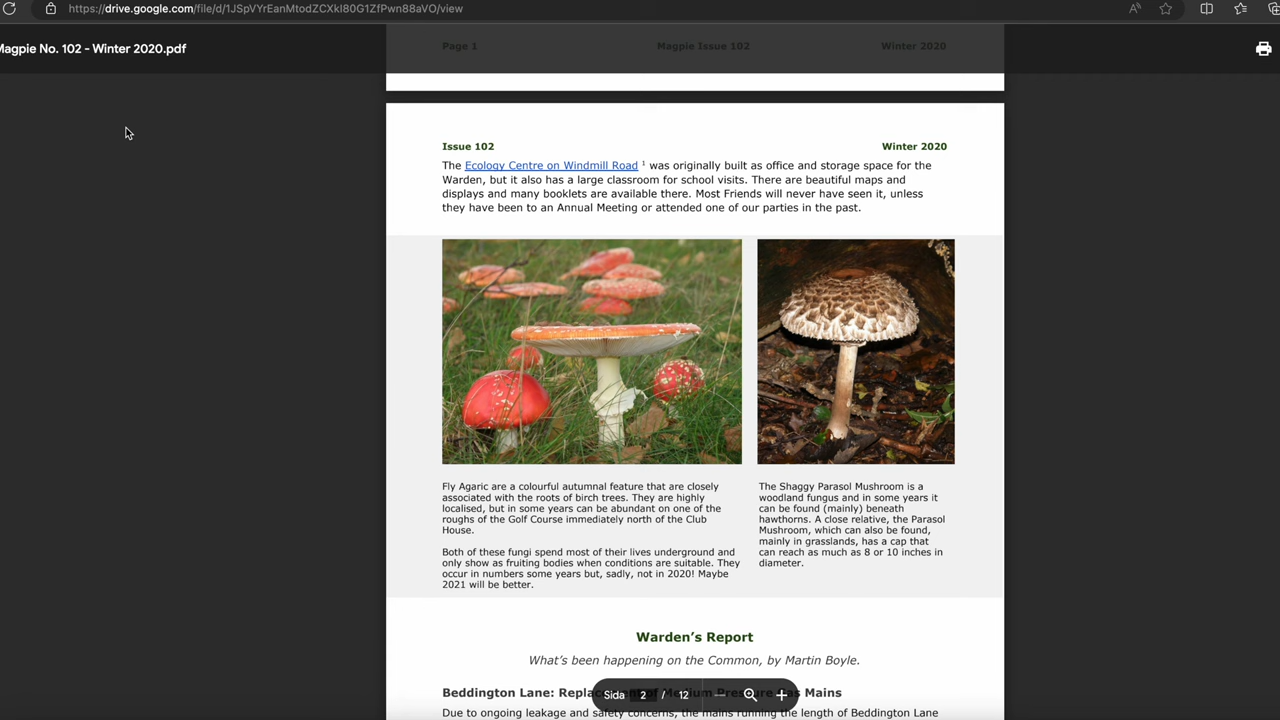 https://drive.google.com/file/d/1JSpVYrEanMtodZCXkI80G1ZfPwn88aVO/view
Magpie No. 102 - Winter 2020.pdf
Page 1 Magpie Issue 102 Winter 2020
Issue 102 Winter 2020
The Ecology Centre on Windmill Road 1 was originally built as office and storage space for the
Warden, but it also has a large classroom for school visits. There are beautiful maps and
displays and many booklets are available there. Most Friends will never have seen it, unless
they have been to an Annual Meeting or attended one of our parties in the past.
Fly Agaric are a colourful autumnal feature that are closely
associated with the roots of birch trees. They are highly
localised, but in some years can be abundant on one of the
roughs of the Golf Course immediately north of the Club
House.
Both of these fungi spend most of their lives underground and
only show as fruiting bodies when conditions are suitable. They
occur in numbers some years but, sadly, not in 2020! Maybe
2021 will be better.
The Shaggy Parasol Mushroom is a
woodland fungus and in some years it
can be found (mainly) beneath
hawthorns. A close relative, the Parasol
Mushroom, which can also be found,
mainly in grasslands, has a cap that
can reach as much as 8 or 10 inches in
diameter.
Warden's Report
What's been happening on the Common, by Martin Boyle.
Beddington Lane: Replacement of Medium Pressure Gas Mains
Sida 2 / 12
Due to ongoing leakage and safety concerns, the mains running the length of Beddington Lane